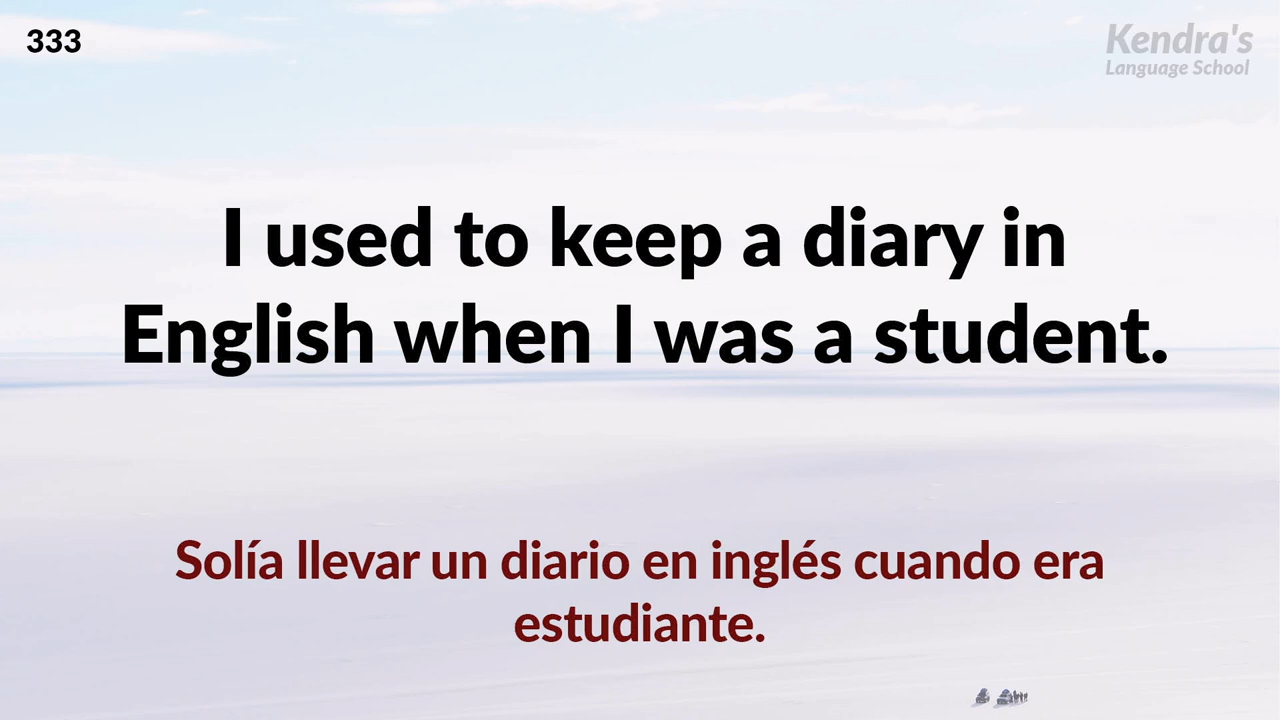 333
Kendra's
Language School
I used to keep a diary in
English when I was a student.
Solía llevar un diario en inglés cuando era
estudiante.